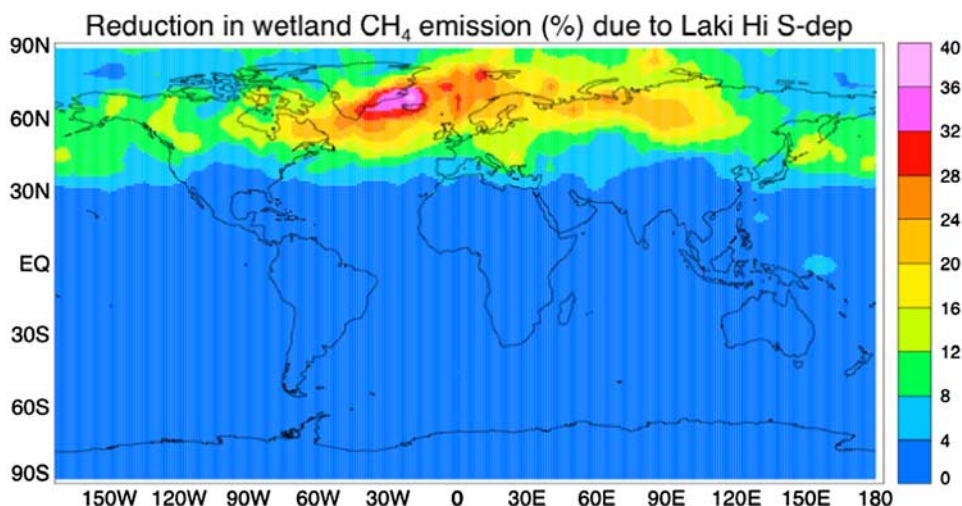 Reduction in wetland CH₄ emission (%) due to Laki Hi S-dep
90N
60N
30N
EQ
30S
60S
90S
150W 120W 90W 60W 30W 0 30E 60E 90E 120E 150E 180
40
36
32
28
24
20
16
12
8
4
0